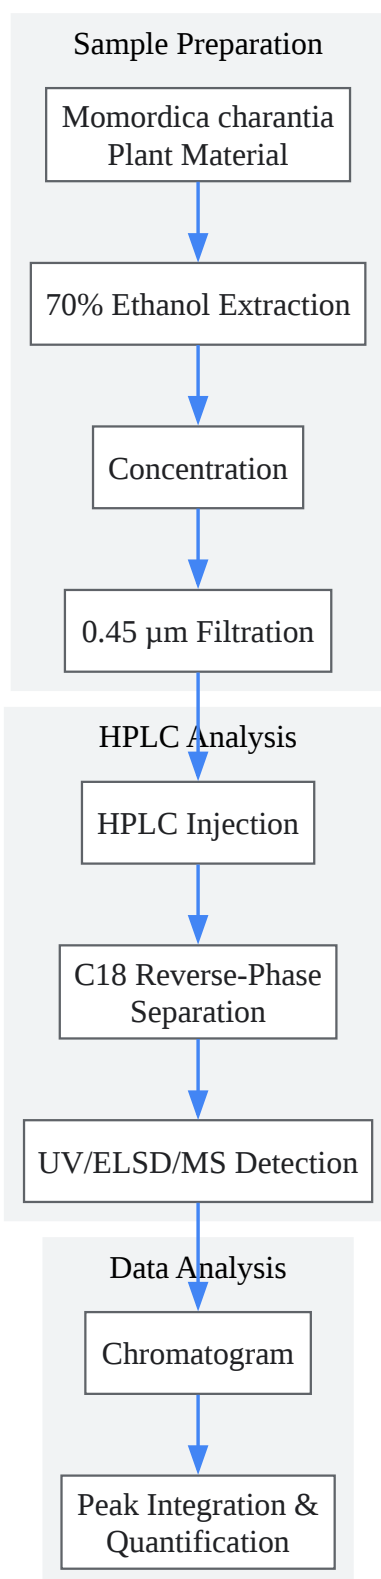 Sample Preparation
Momordica charantia
Plant Material
70% Ethanol Extraction
Concentration
0.45 µm Filtration
HPLC Analysis
HPLC Injection
C18 Reverse-Phase
Separation
UV/ELSD/MS Detection
Data Analysis
Chromatogram
Peak Integration &
Quantification